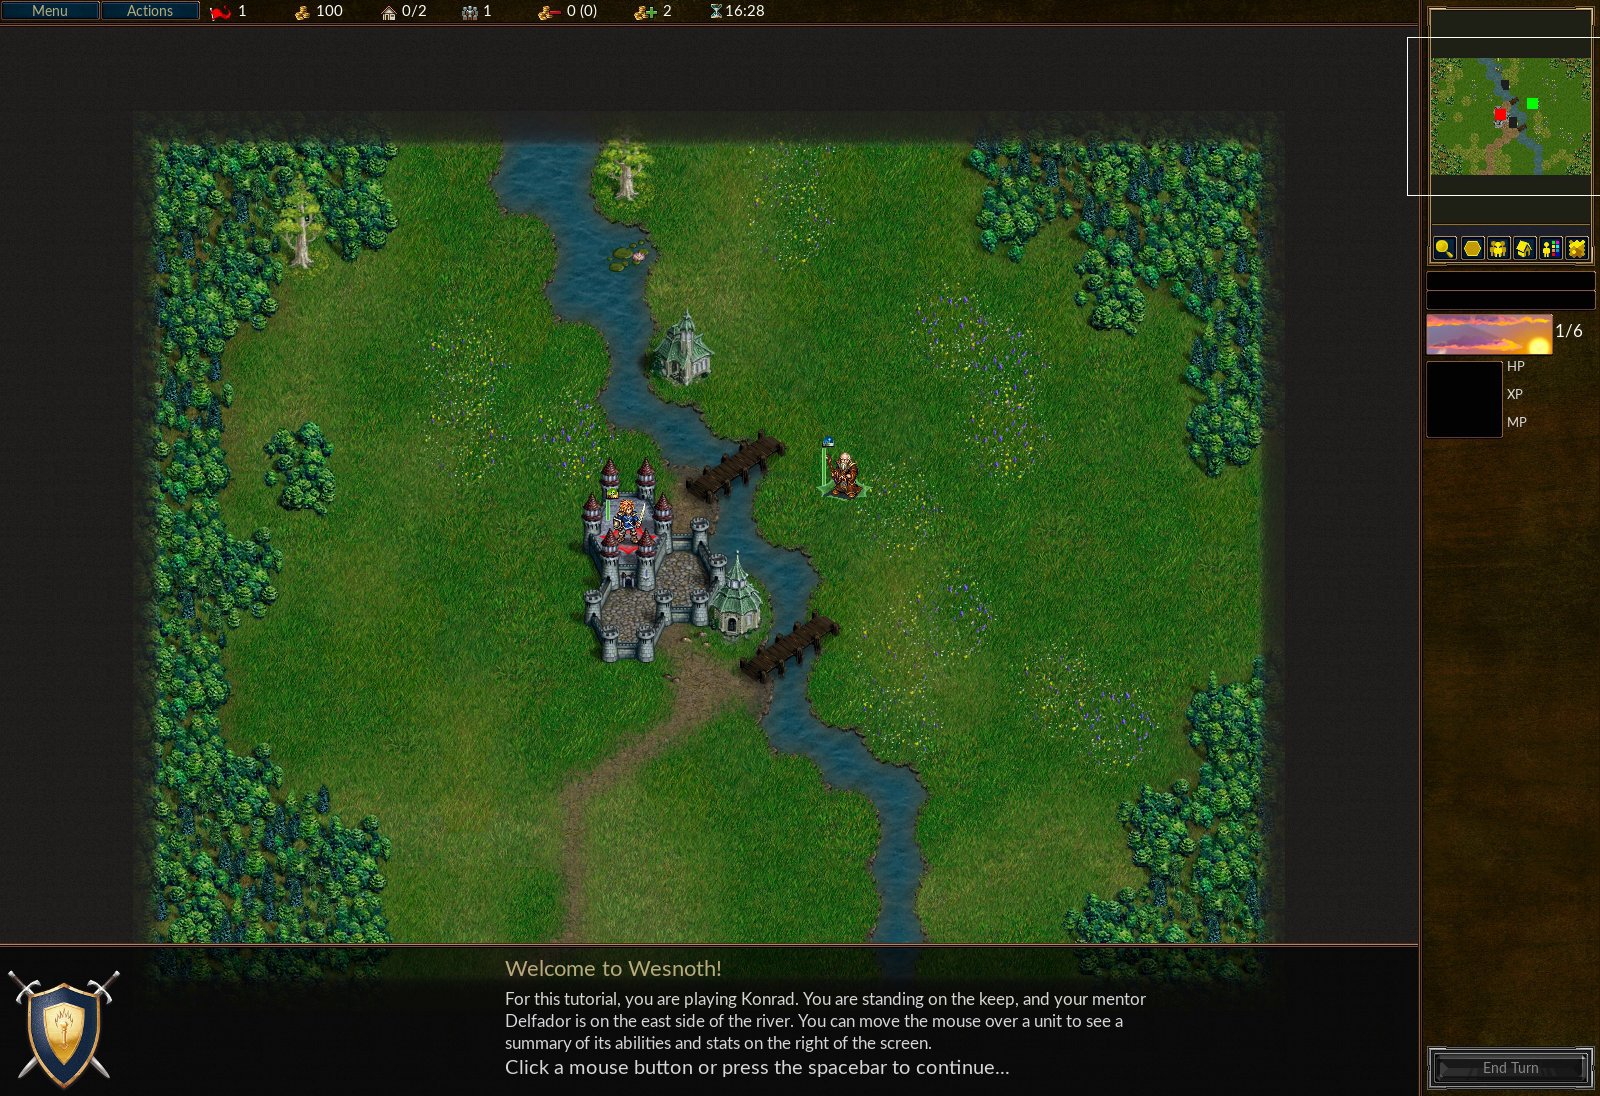 Menu Actions 1 100 0/2 1 0 (0) 2 16:28
1/6
HP
XP
MP
Welcome to Wesnoth!
For this tutorial, you are playing Konrad. You are standing on the keep, and your mentor
Delfador is on the east side of the river. You can move the mouse over a unit to see a
summary of its abilities and stats on the right of the screen.
Click a mouse button or press the spacebar to continue...
End Turn